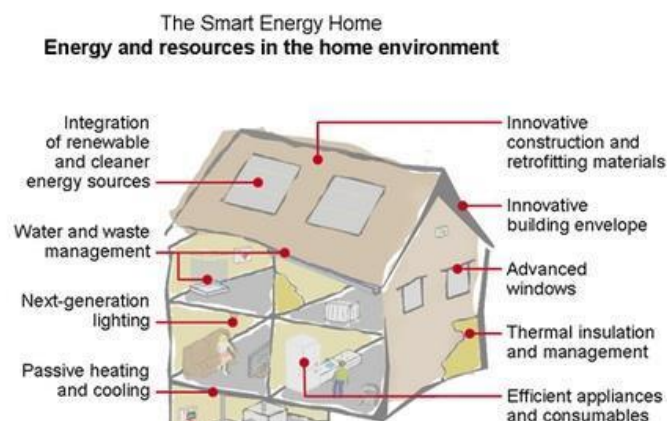 The Smart Energy Home
Energy and resources in the home environment
Integration
of renewable
and cleaner
energy sources
Water and waste
management
Next-generation
lighting
Passive heating
and cooling
Innovative
construction and
retrofitting materials
Innovative
building envelope
Advanced
windows
Thermal insulation
and management
Efficient appliances
and consumables